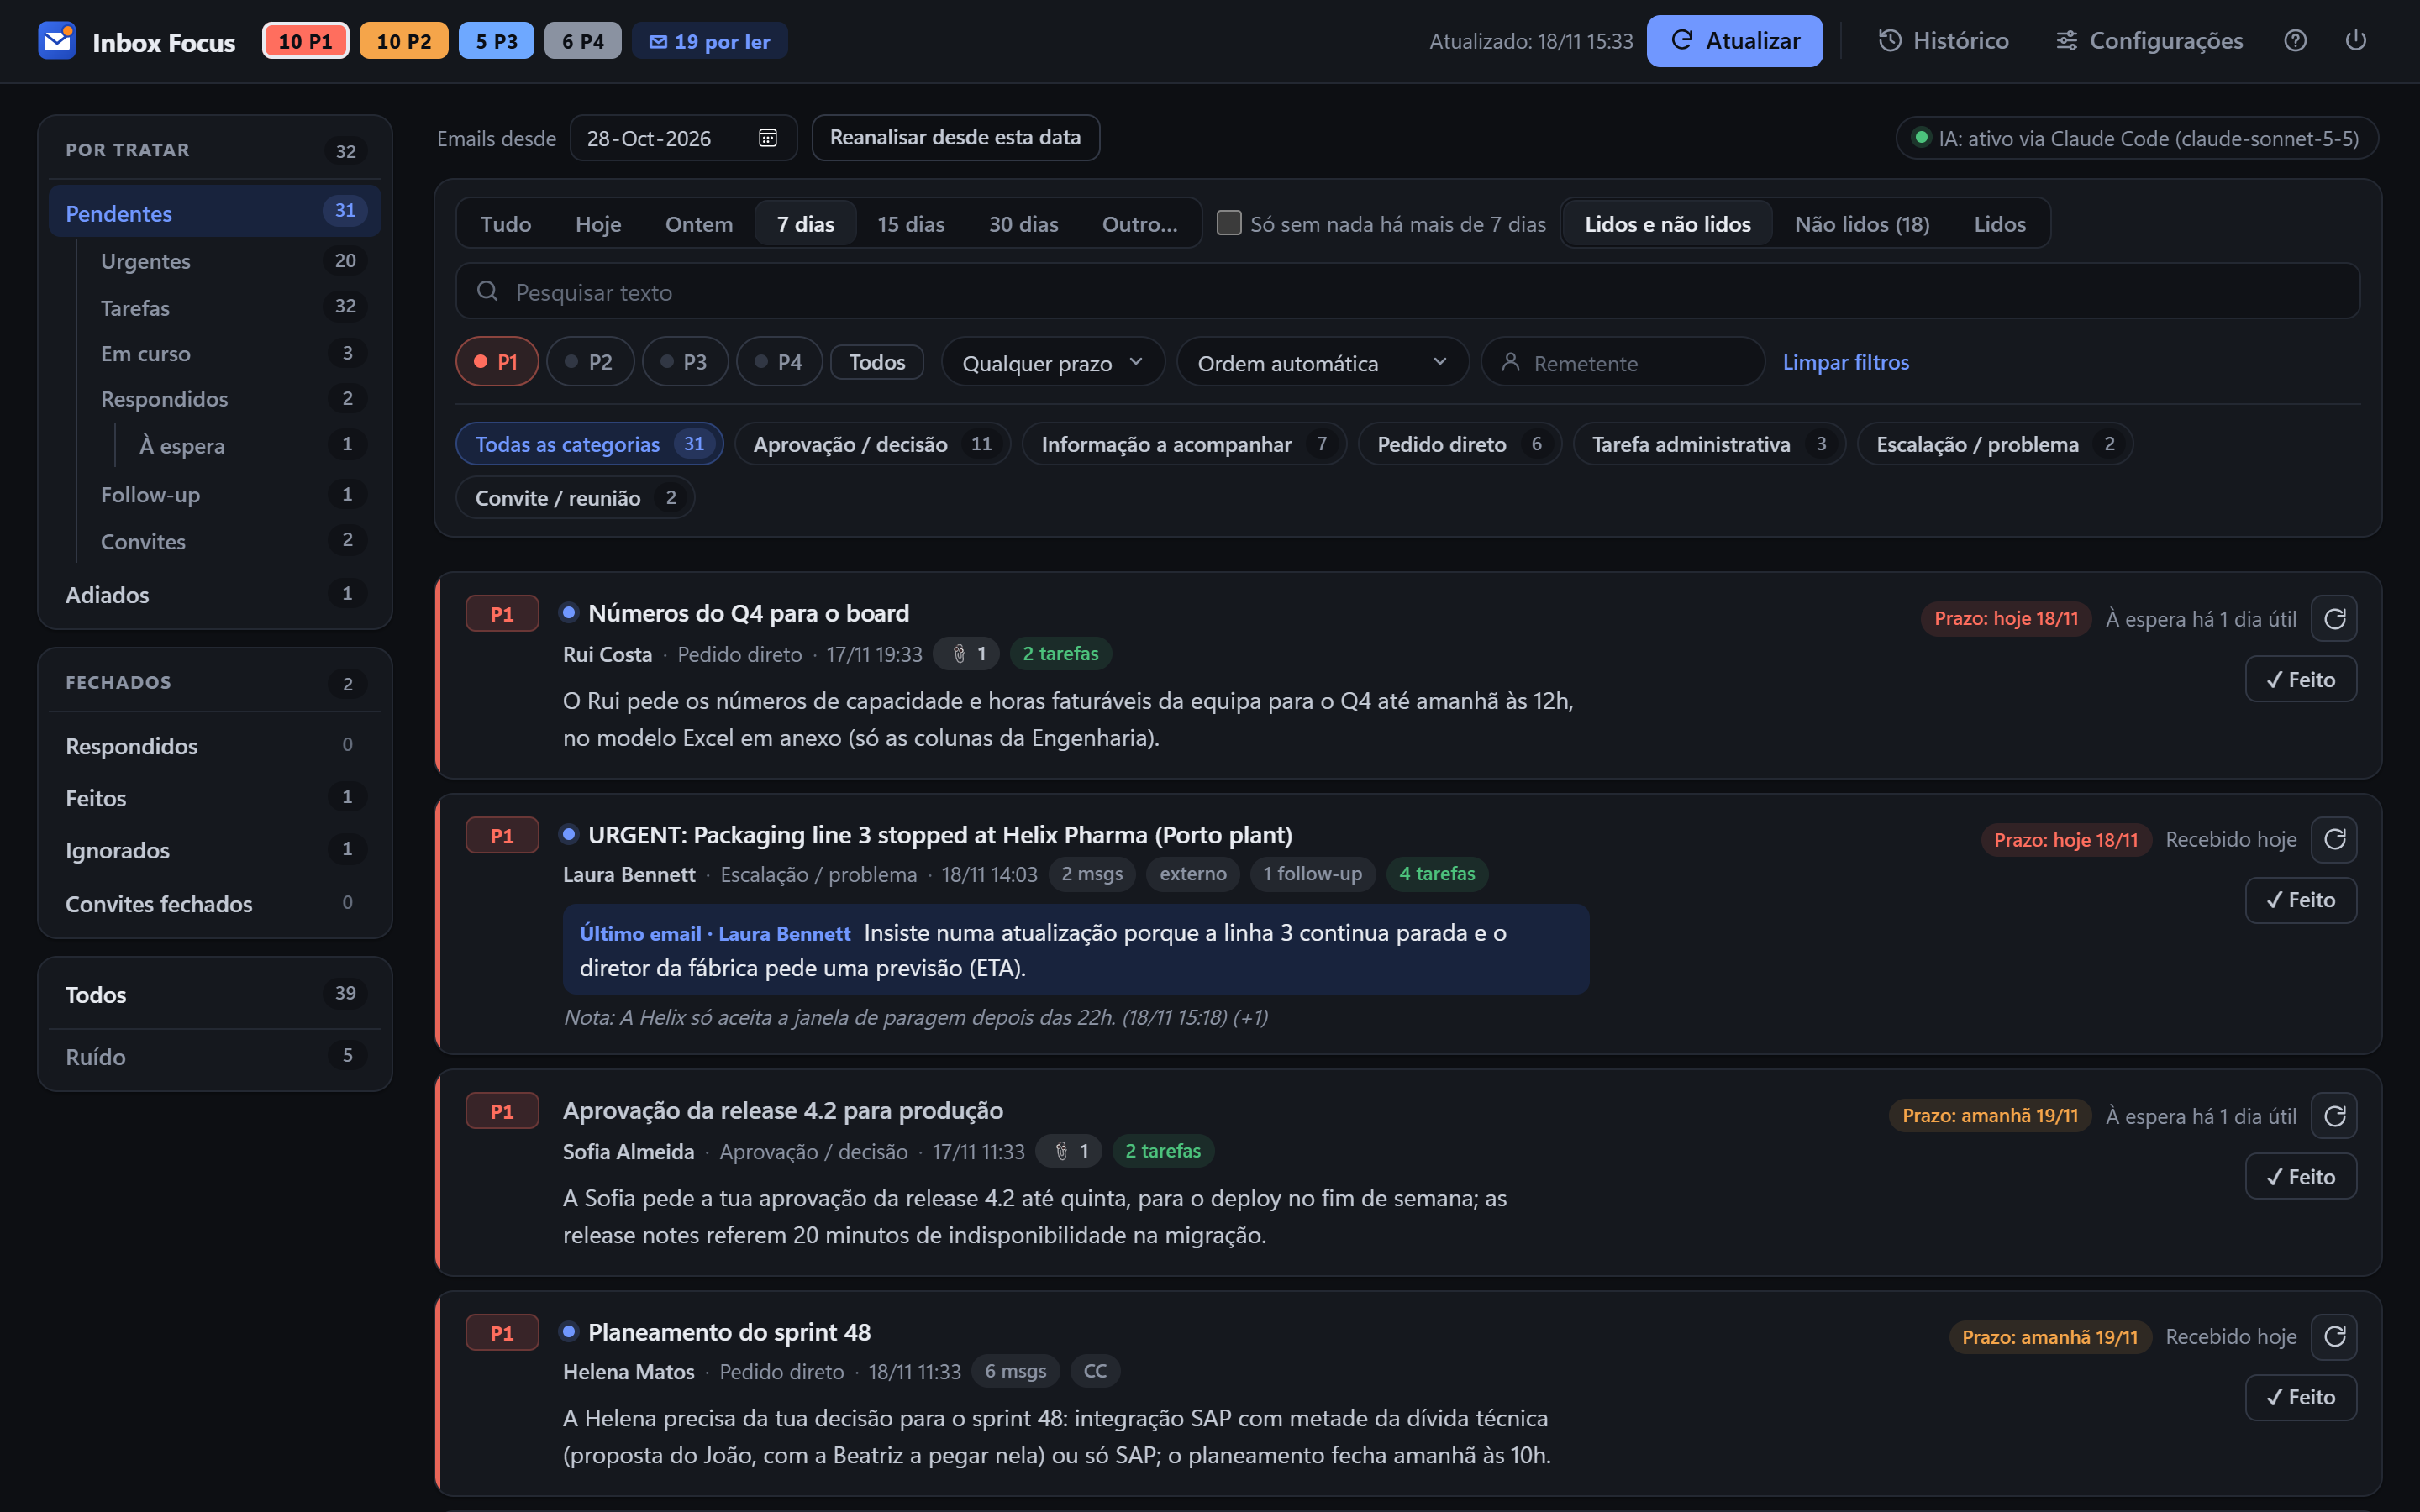 Inbox Focus
10 P1
10 P2
5 P3
6 P4
19 por ler
Atualizado: 18/11 15:33
Atualizar
Histórico
Configurações
POR TRATAR 32
Pendentes 31
Urgentes 20
Tarefas 32
Em curso 3
Respondidos 2
À espera 1
Follow-up 1
Convites 2
Adiados 1
FECHADOS 2
Respondidos 0
Feitos 1
Ignorados 1
Convites fechados 0
Todos 39
Ruído 5
Emails desde 28-Oct-2026 Reanalisar desde esta data
IA: ativo via Claude Code (claude-sonnet-5-5)
Tudo Hoje Ontem 7 dias 15 dias 30 dias Outro... Só sem nada há mais de 7 dias Lidos e não lidos Não lidos (18) Lidos
Pesquisar texto
P1 P2 P3 P4 Todos Qualquer prazo Ordem automática Remetente Limpar filtros
Todas as categorias 31 Aprovação / decisão 11 Informação a acompanhar 7 Pedido direto 6 Tarefa administrativa 3 Escalação / problema 2
Convite / reunião 2
P1 Números do Q4 para o board
Prazo: hoje 18/11 À espera há 1 dia útil
Rui Costa · Pedido direto · 17/11 19:33 1 2 tarefas
✓ Feito
O Rui pede os números de capacidade e horas faturáveis da equipa para o Q4 até amanhã às 12h,
no modelo Excel em anexo (só as colunas da Engenharia).
P1 URGENT: Packaging line 3 stopped at Helix Pharma (Porto plant)
Prazo: hoje 18/11 Recebido hoje
Laura Bennett · Escalação / problema · 18/11 14:03 2 msgs externo 1 follow-up 4 tarefas
✓ Feito
Último email · Laura Bennett Insiste numa atualização porque a linha 3 continua parada e o
diretor da fábrica pede uma previsão (ETA).
Nota: A Helix só aceita a janela de paragem depois das 22h. (18/11 15:18) (+1)
P1 Aprovação da release 4.2 para produção
Prazo: amanhã 19/11 À espera há 1 dia útil
Sofia Almeida · Aprovação / decisão · 17/11 11:33 1 2 tarefas
✓ Feito
A Sofia pede a tua aprovação da release 4.2 até quinta, para o deploy no fim de semana; as
release notes referem 20 minutos de indisponibilidade na migração.
P1 Planeamento do sprint 48
Prazo: amanhã 19/11 Recebido hoje
Helena Matos · Pedido direto · 18/11 11:33 6 msgs CC
✓ Feito
A Helena precisa da tua decisão para o sprint 48: integração SAP com metade da dívida técnica
(proposta do João, com a Beatriz a pegar nela) ou só SAP; o planeamento fecha amanhã às 10h.